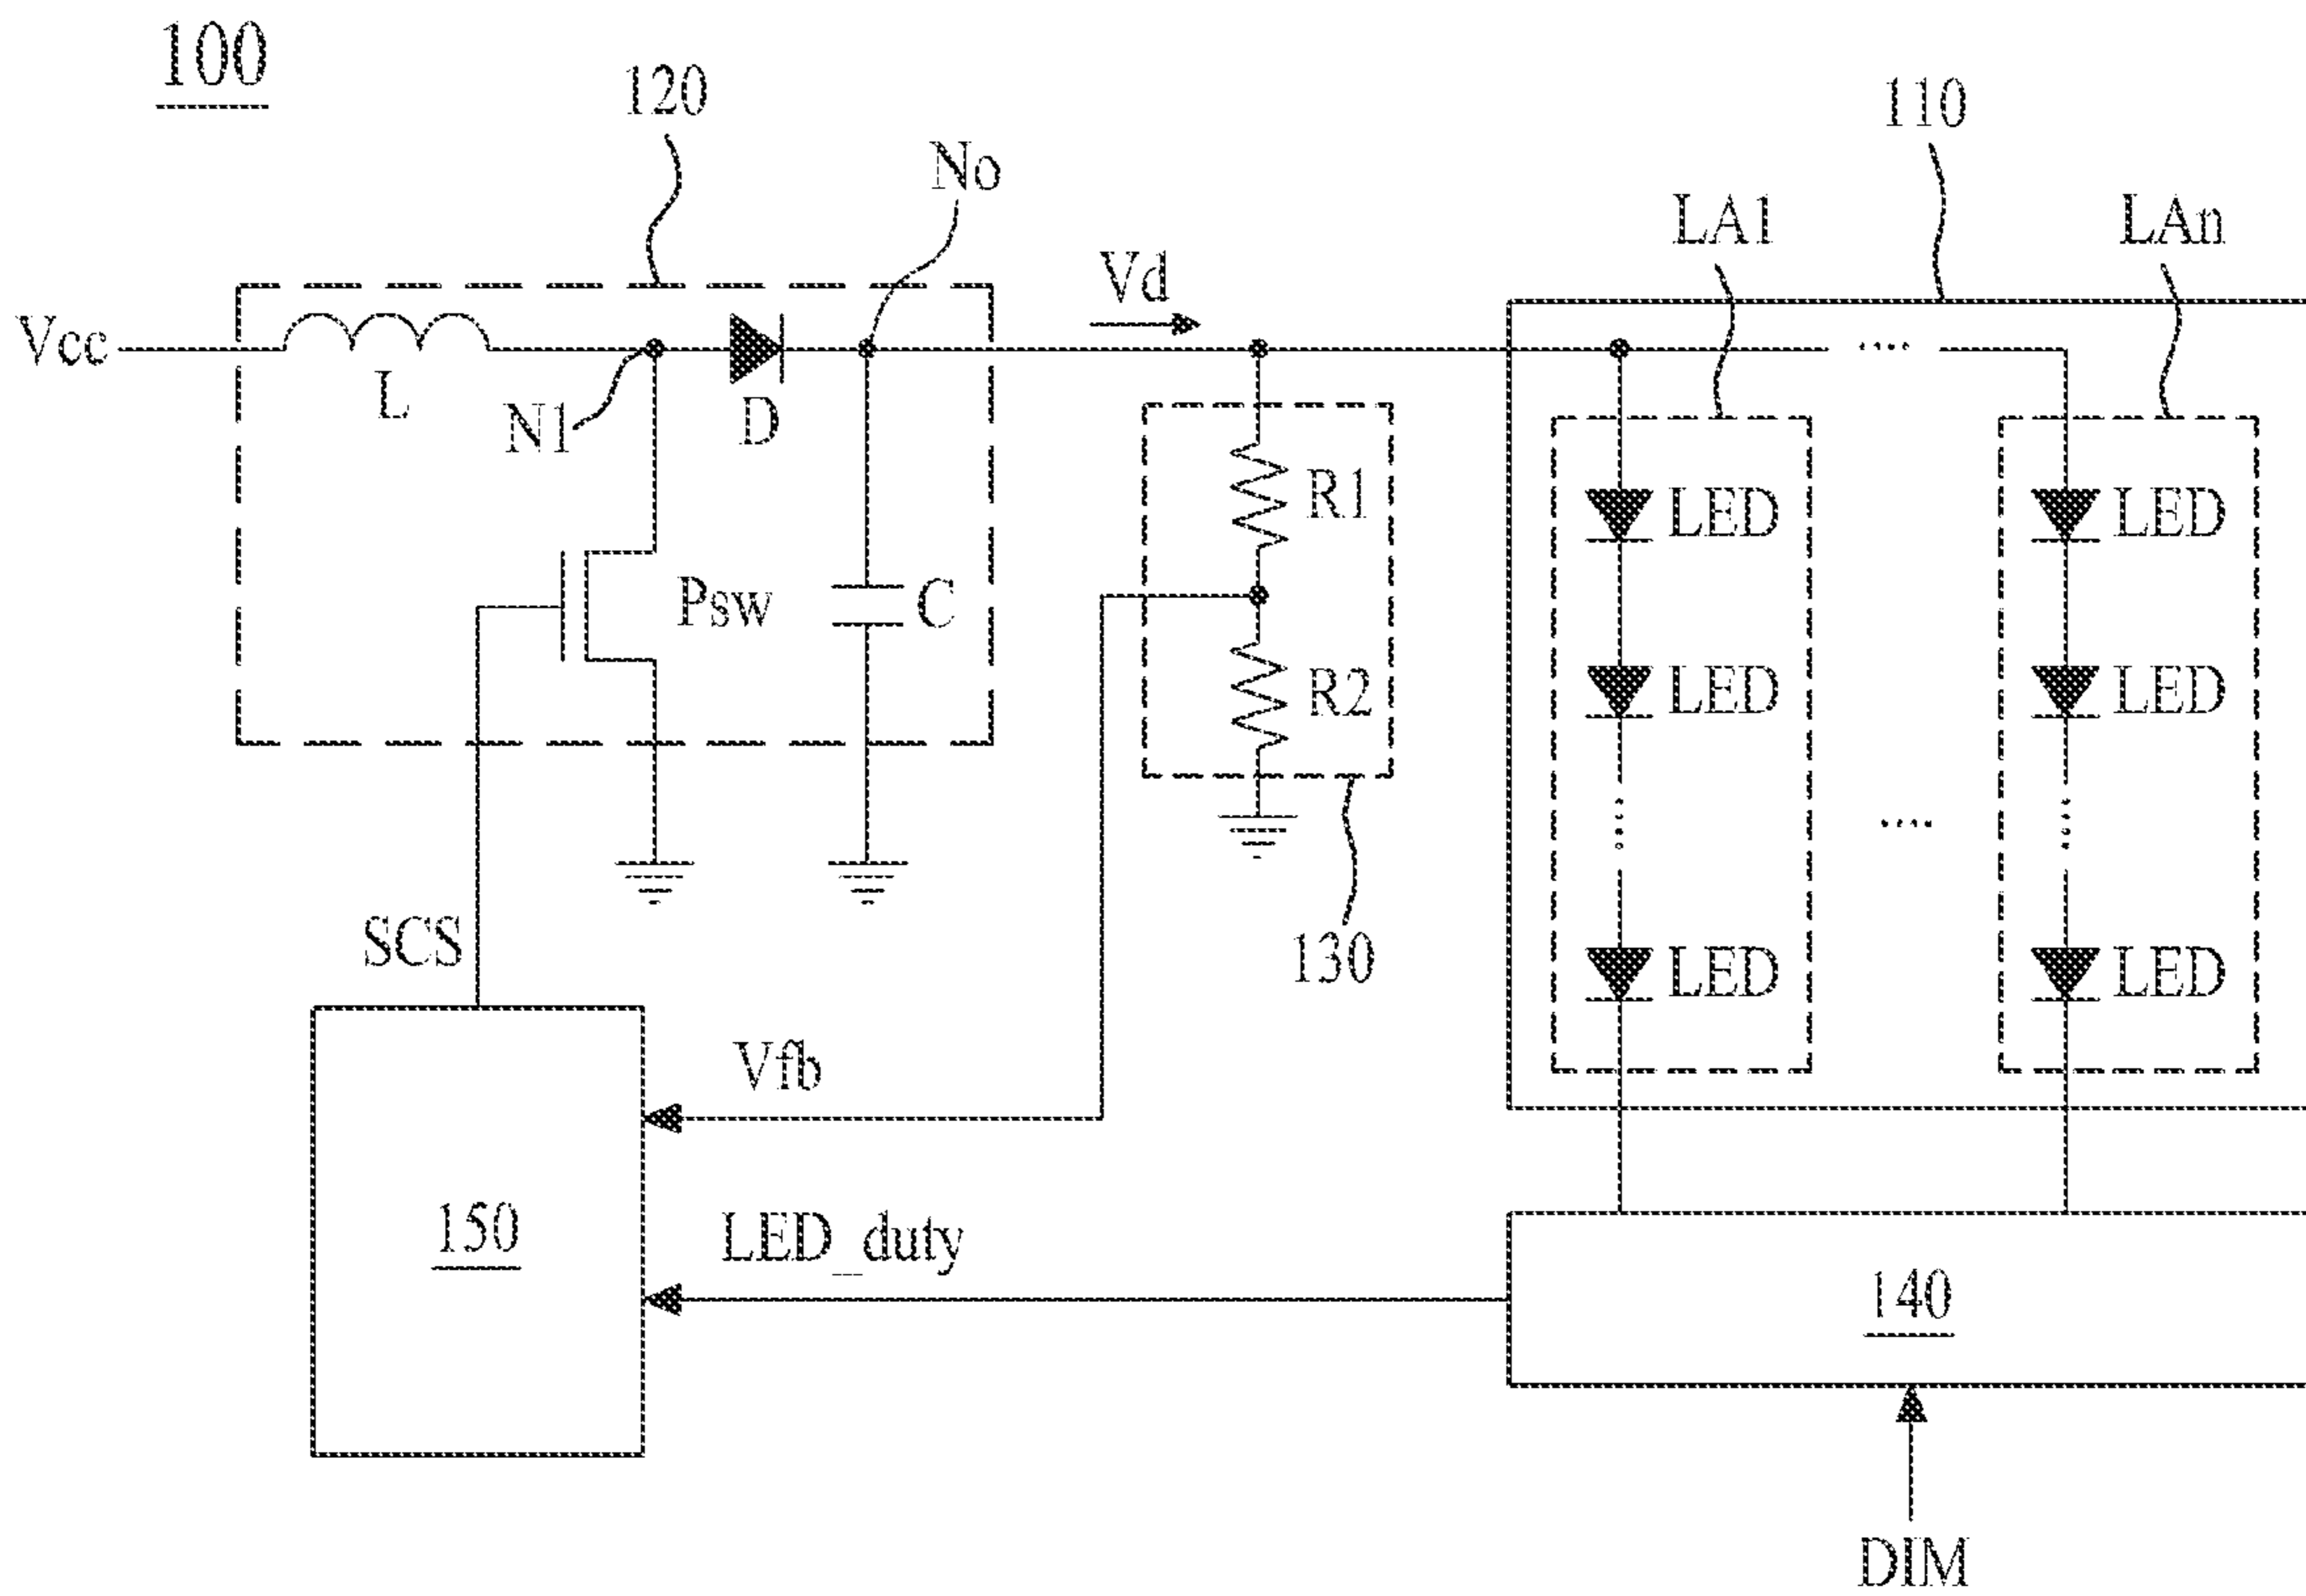 100
120
110
No
LA1
LAn
Vd
Vcc
L
N1
D
R1
LED
LED
Psw
C
R2
LED
LED
SCS
130
LED
LED
Vfb
150
LED_duty
140
DIM